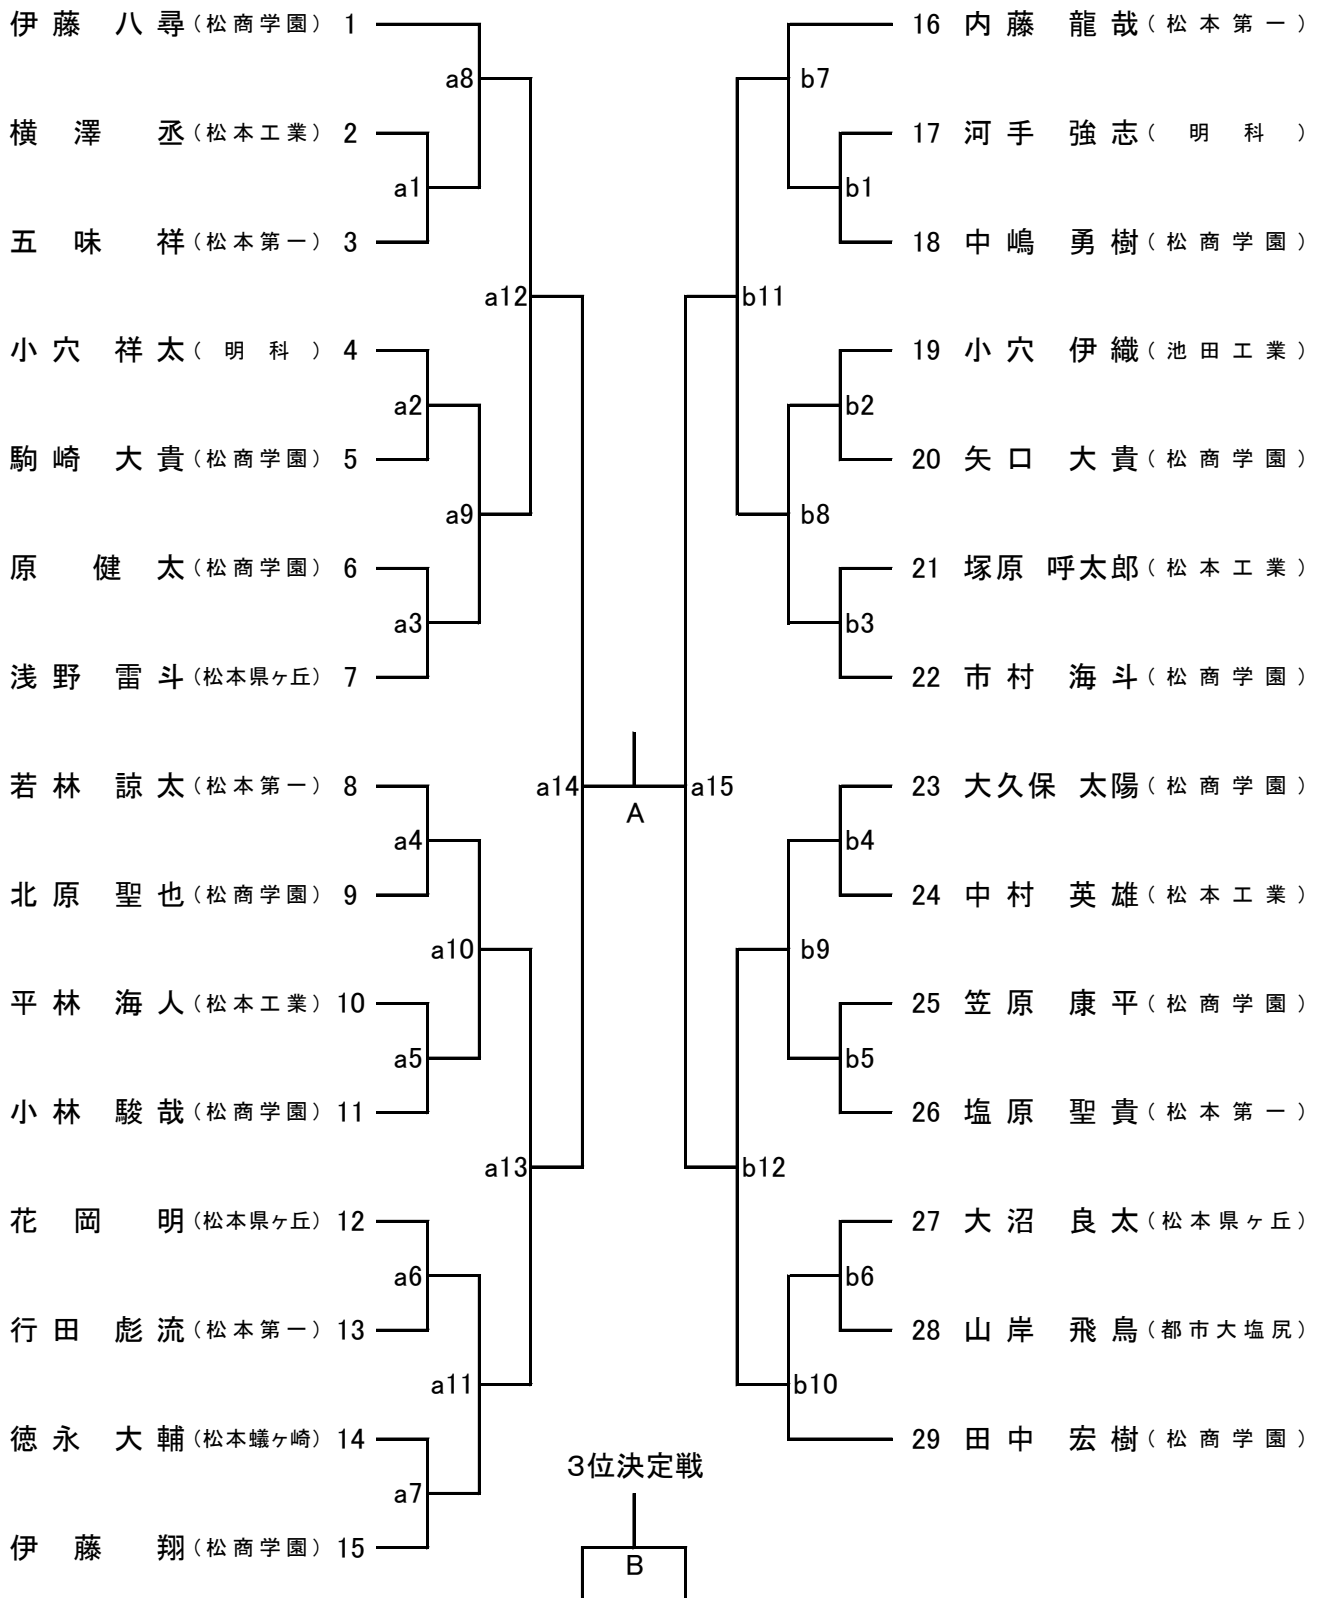 伊藤 八尋(松商学園) 1
a8
横澤 丞(松本工業) 2
a1
五味 祥(松本第一) 3
a12
小穴 祥太(明科) 4
a2
駒崎 大貴(松商学園) 5
a9
原 健太(松商学園) 6
a3
浅野 雷斗(松本県ヶ丘) 7
a14
若林 諒太(松本第一) 8
a4
北原 聖也(松商学園) 9
a10
平林 海人(松本工業) 10
a5
小林 駿哉(松商学園) 11
a13
花岡 明(松本県ヶ丘) 12
a6
行田 彪流(松本第一) 13
a11
徳永 大輔(松本蟻ヶ崎) 14
a7
伊藤 翔(松商学園) 15
A
3位決定戦
B
16 内藤 龍哉(松本第一)
b7
17 河手 強志(明科)
b1
18 中嶋 勇樹(松商学園)
b11
19 小穴 伊織(池田工業)
b2
20 矢口 大貴(松商学園)
b8
21 塚原 呼太郎(松本工業)
b3
22 市村 海斗(松商学園)
a15
23 大久保 太陽(松商学園)
b4
24 中村 英雄(松本工業)
b9
25 笠原 康平(松商学園)
b5
26 塩原 聖貴(松本第一)
b12
27 大沼 良太(松本県ヶ丘)
b6
28 山岸 飛鳥(都市大塩尻)
b10
29 田中 宏樹(松商学園)